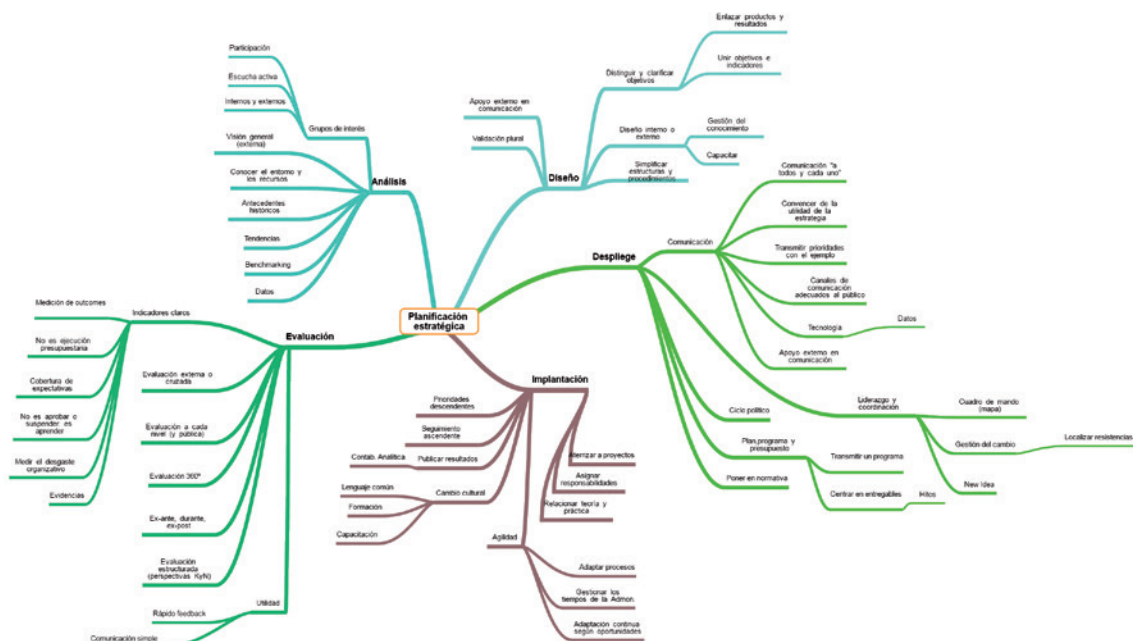 Planificación
estratégica
Análisis
Grupos de interés
Participación
Escucha activa
Internos y externos
Visión general
(externa)
Conocer el entorno y
los recursos
Antecedentes
históricos
Tendencias
Benchmarking
Datos
Diseño
Apoyo externo en
comunicación
Validación plural
Distinguir y clarificar
objetivos
Enlazar productos y
resultados
Unir objetivos e
indicadores
Diseño interno o
externo
Gestión del
conocimiento
Capacitar
Simplificar
estructuras y
procedimientos
Despliege
Comunicación
Comunicación "a
todos y cada uno"
Convencer de la
utilidad de la
estrategia
Transmitir prioridades
con el ejemplo
Canales de
comunicación
adecuados al público
Tecnología
Datos
Apoyo externo en
comunicación
Liderazgo y
coordinación
Cuadro de mando
(mapa)
Gestión del cambio
Localizar resistencias
New Idea
Ciclo político
Plan,programa y
presupuesto
Transmitir un programa
Centrar en entregables
Hitos
Poner en normativa
Implantación
Prioridades
descendentes
Seguimiento
ascendente
Publicar resultados
Contab. Analítica
Cambio cultural
Lenguaje común
Formación
Capacitación
Aterrizar a proyectos
Asignar
responsabilidades
Relacionar teoría y
práctica
Agilidad
Adaptar procesos
Gestionar los
tiempos de la Admon.
Adaptación continua
según oportunidades
Evaluación
Indicadores claros
Medición de outcomes
No es ejecución
presupuestaria
Cobertura de
expectativas
No es aprobar o
suspender es
aprender
Medir el desgaste
organizativo
Evidencias
Evaluación externa o
cruzada
Evaluación a cada
nivel (y pública)
Evaluación 360º
Ex-ante, durante,
ex-post
Evaluación
estructurada
(perspectivas KyN)
Utilidad
Rápido feedback
Comunicación simple